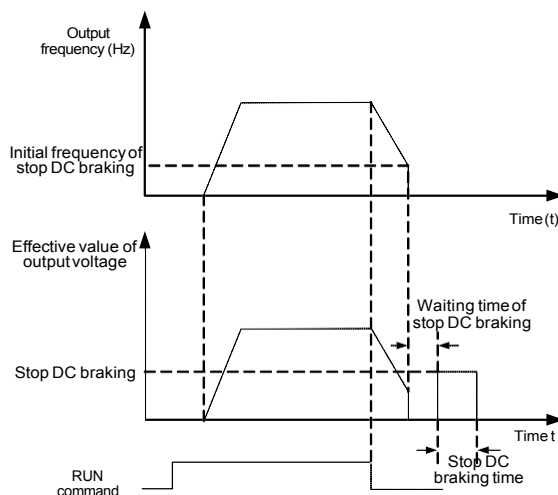 Output
frequency (Hz)
Initial frequency of
stop DC braking
Time (t)
Effective value of
output voltage
Waiting time of
stop DC braking
Stop DC braking
Time t
Stop DC
braking time
RUN
command